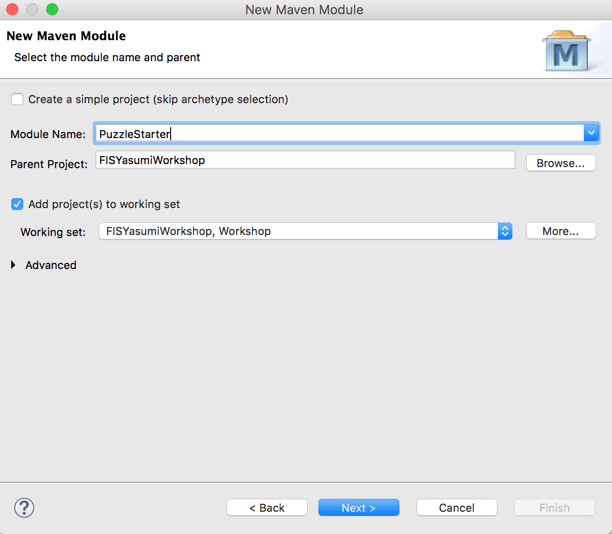 New Maven Module
New Maven Module
Select the module name and parent
M
Create a simple project (skip archetype selection)
Module Name: PuzzleStarter
Parent Project: FISYasumiWorkshop Browse...
Add project(s) to working set
Working set: FISYasumiWorkshop, Workshop More...
Advanced
? < Back Next > Cancel Finish